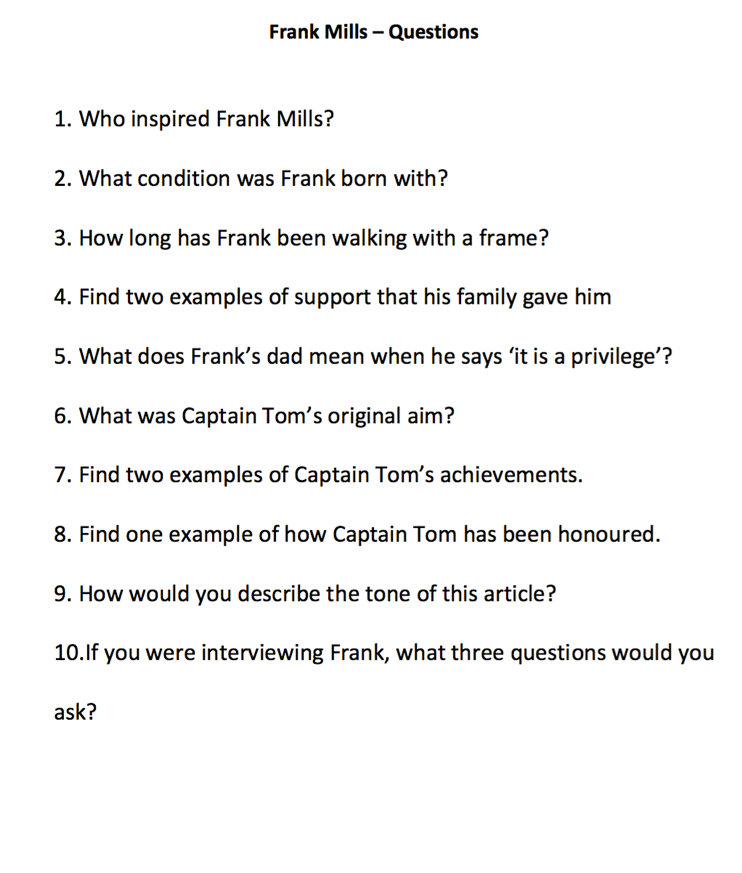 Frank Mills – Questions
1. Who inspired Frank Mills?
2. What condition was Frank born with?
3. How long has Frank been walking with a frame?
4. Find two examples of support that his family gave him
5. What does Frank’s dad mean when he says ‘it is a privilege’?
6. What was Captain Tom’s original aim?
7. Find two examples of Captain Tom’s achievements.
8. Find one example of how Captain Tom has been honoured.
9. How would you describe the tone of this article?
10.If you were interviewing Frank, what three questions would you
ask?